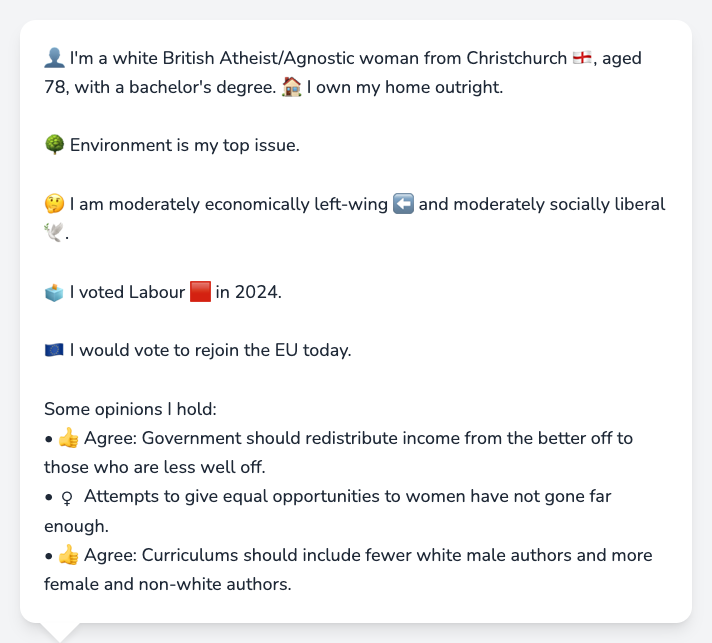 👤 I'm a white British Atheist/Agnostic woman from Christchurch 🏴󠁧󠁢󠁥󠁮󠁧󠁿, aged
78, with a bachelor's degree. 🏠 I own my home outright.
🌳 Environment is my top issue.
🤔 I am moderately economically left-wing ⬅️ and moderately socially liberal
🕊️.
🗳️ I voted Labour 🟥 in 2024.
🇪🇺 I would vote to rejoin the EU today.
Some opinions I hold:
• 👍 Agree: Government should redistribute income from the better off to
those who are less well off.
• ♀ Attempts to give equal opportunities to women have not gone far
enough.
• 👍 Agree: Curriculums should include fewer white male authors and more
female and non-white authors.